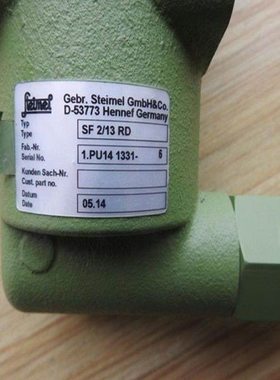 Steimel
Gebr. Steimel GmbH&Co.
D-53773 Hennef Germany
Typ
Type
SF 2/13 RD
Fab.-Nr.
Serial No.
1.PU14 1331- 6
Kunden Sach-Nr.
Cust. part no.
Datum
Date
05.14